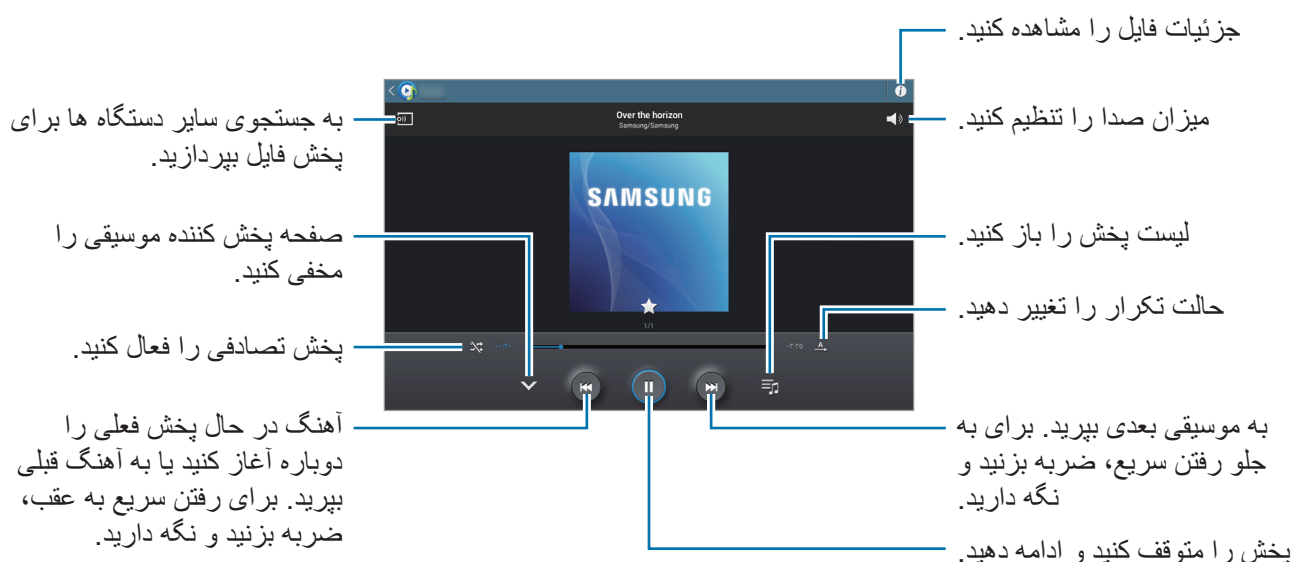 جزئیات فایل را مشاهده کنید.
به جستجوی سایر دستگاه ها برای
پخش فایل بپردازید.
Over the horizon
Samsung/Samsung
میزان صدا را تنظیم کنید.
SAMSUNG
صفحه پخش کننده موسیقی را
مخفی کنید.
لیست پخش را باز کنید.
حالت تکرار را تغییر دهید.
1/1
پخش تصادفی را فعال کنید.
۰۰:۲۰
۰۳:۲۵
A
آهنگ در حال پخش فعلی را
دوباره آغاز کنید یا به آهنگ قبلی
بپرید. برای رفتن سریع به عقب،
ضربه بزنید و نگه دارید.
به موسیقی بعدی بپرید. برای به
جلو رفتن سریع، ضربه بزنید و
نگه دارید.
پخش را متوقف کنید و ادامه دهید.